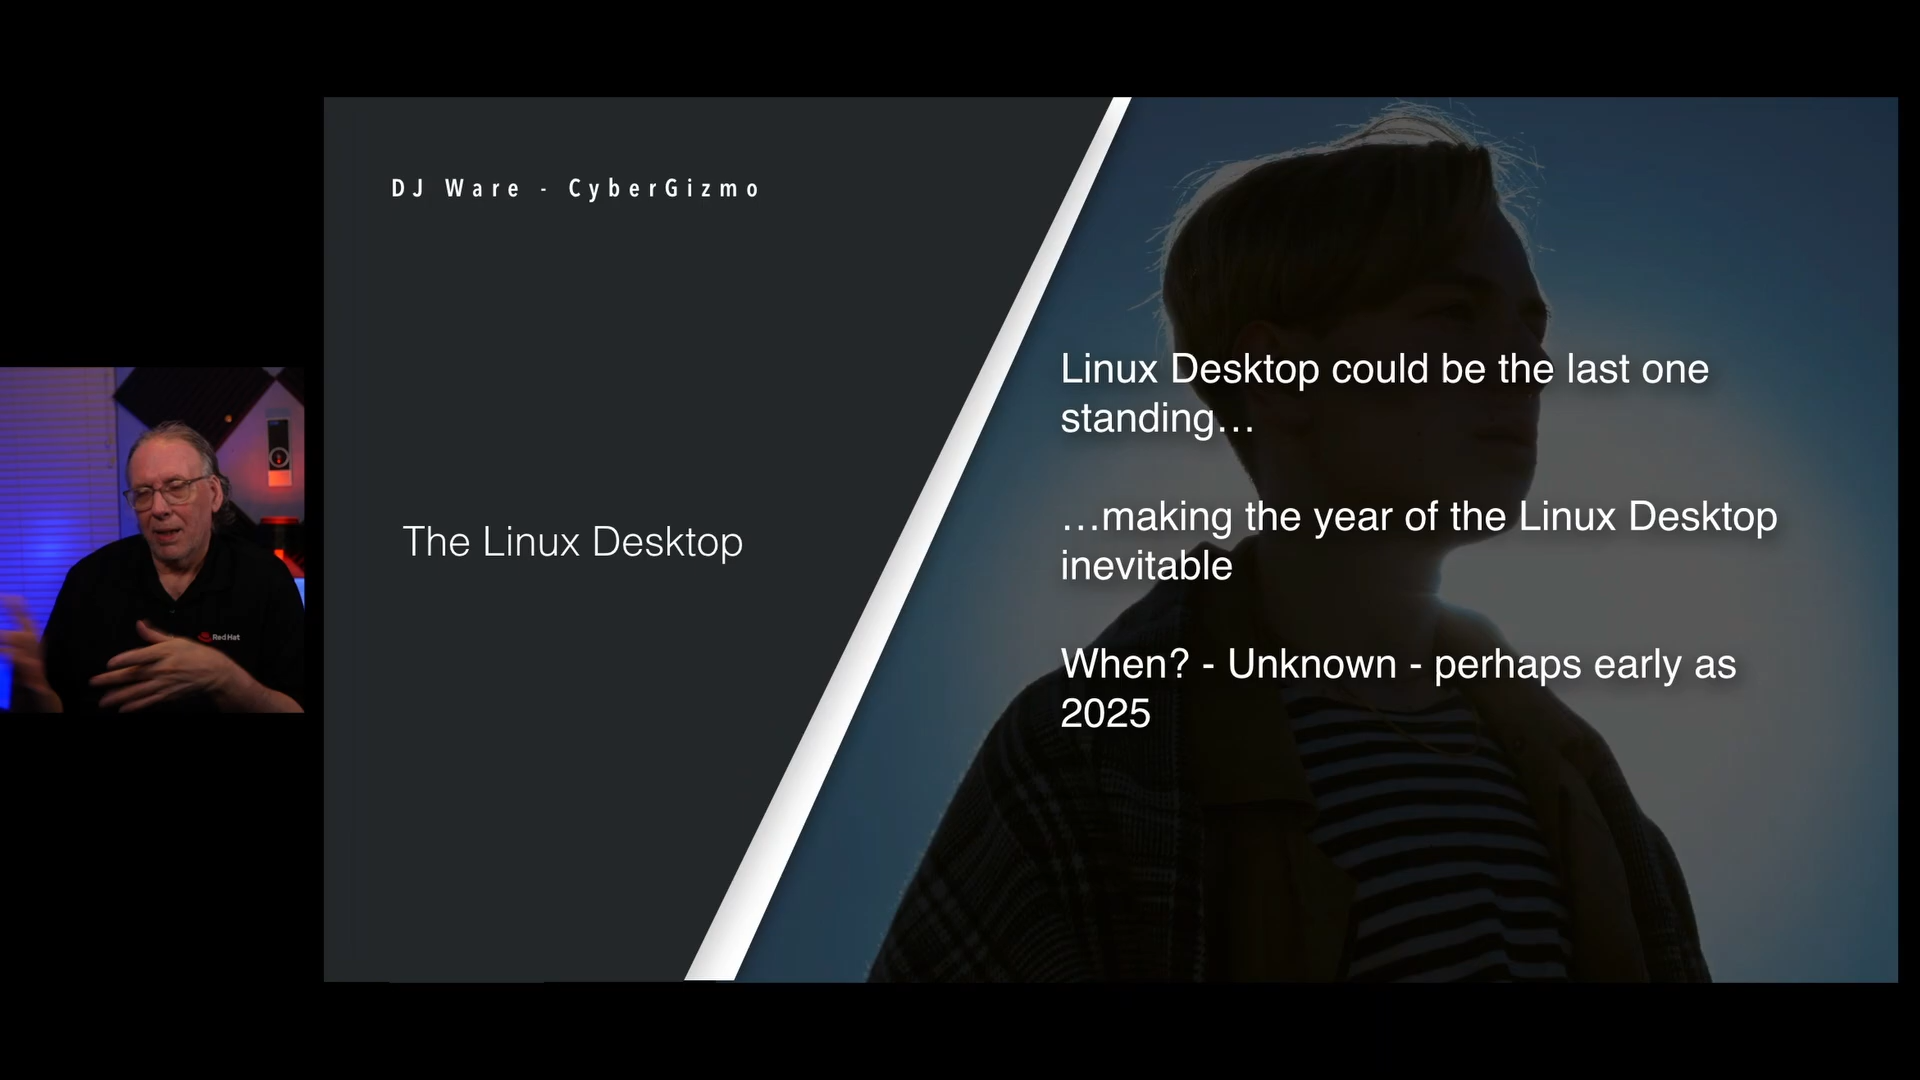 DJ Ware - CyberGizmo
The Linux Desktop
Linux Desktop could be the last one
standing…
…making the year of the Linux Desktop
inevitable
When? - Unknown - perhaps early as
2025
Red Hat